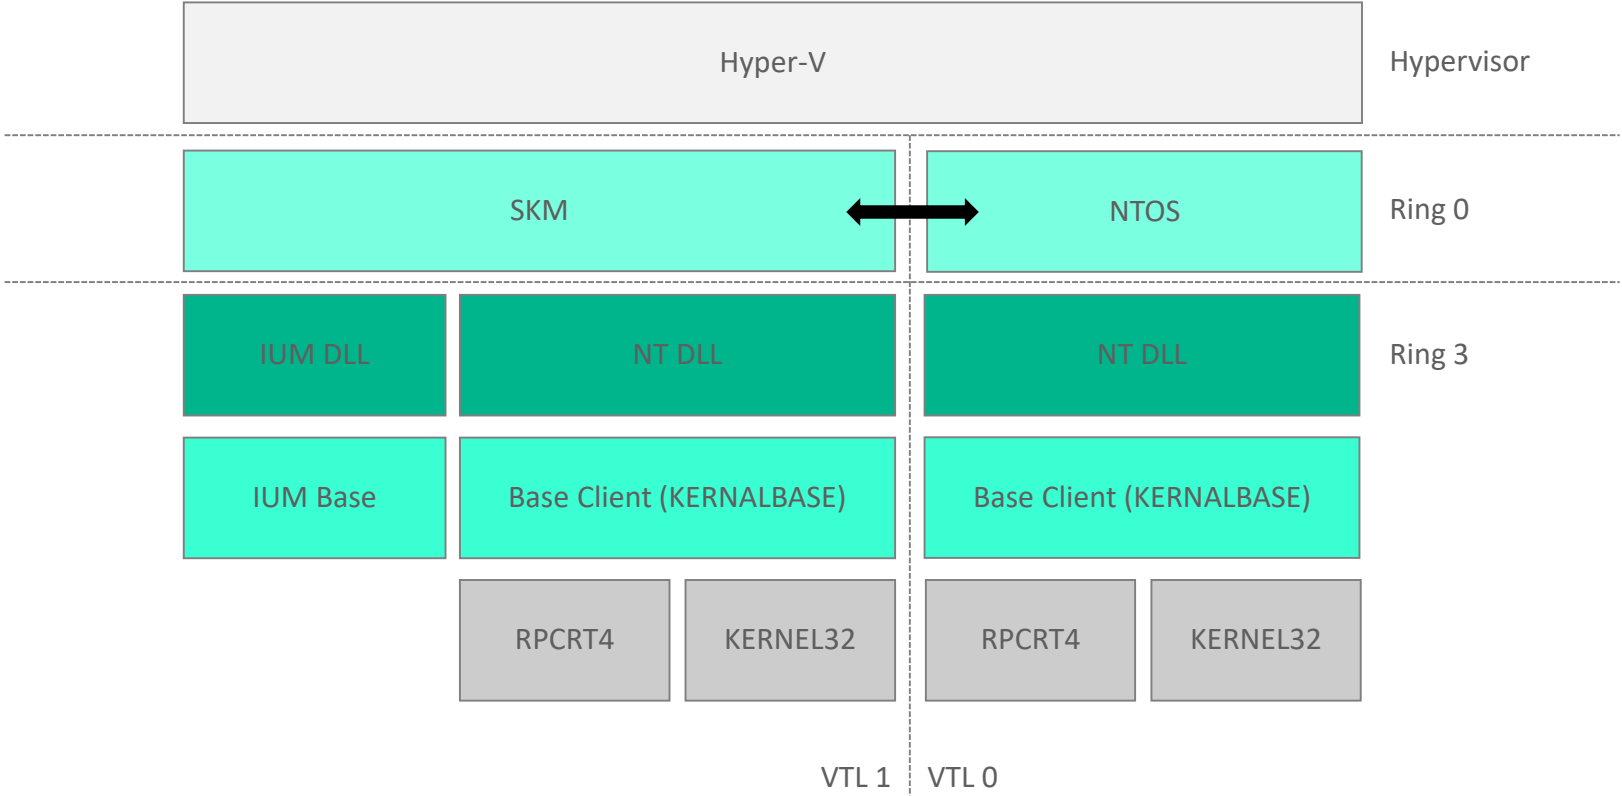 Hyper-V
Hypervisor
SKM
NTOS
Ring 0
IUM DLL
NT DLL
NT DLL
Ring 3
IUM Base
Base Client (KERNALBASE)
Base Client (KERNALBASE)
RPCRT4
KERNEL32
RPCRT4
KERNEL32
VTL 1
VTL 0